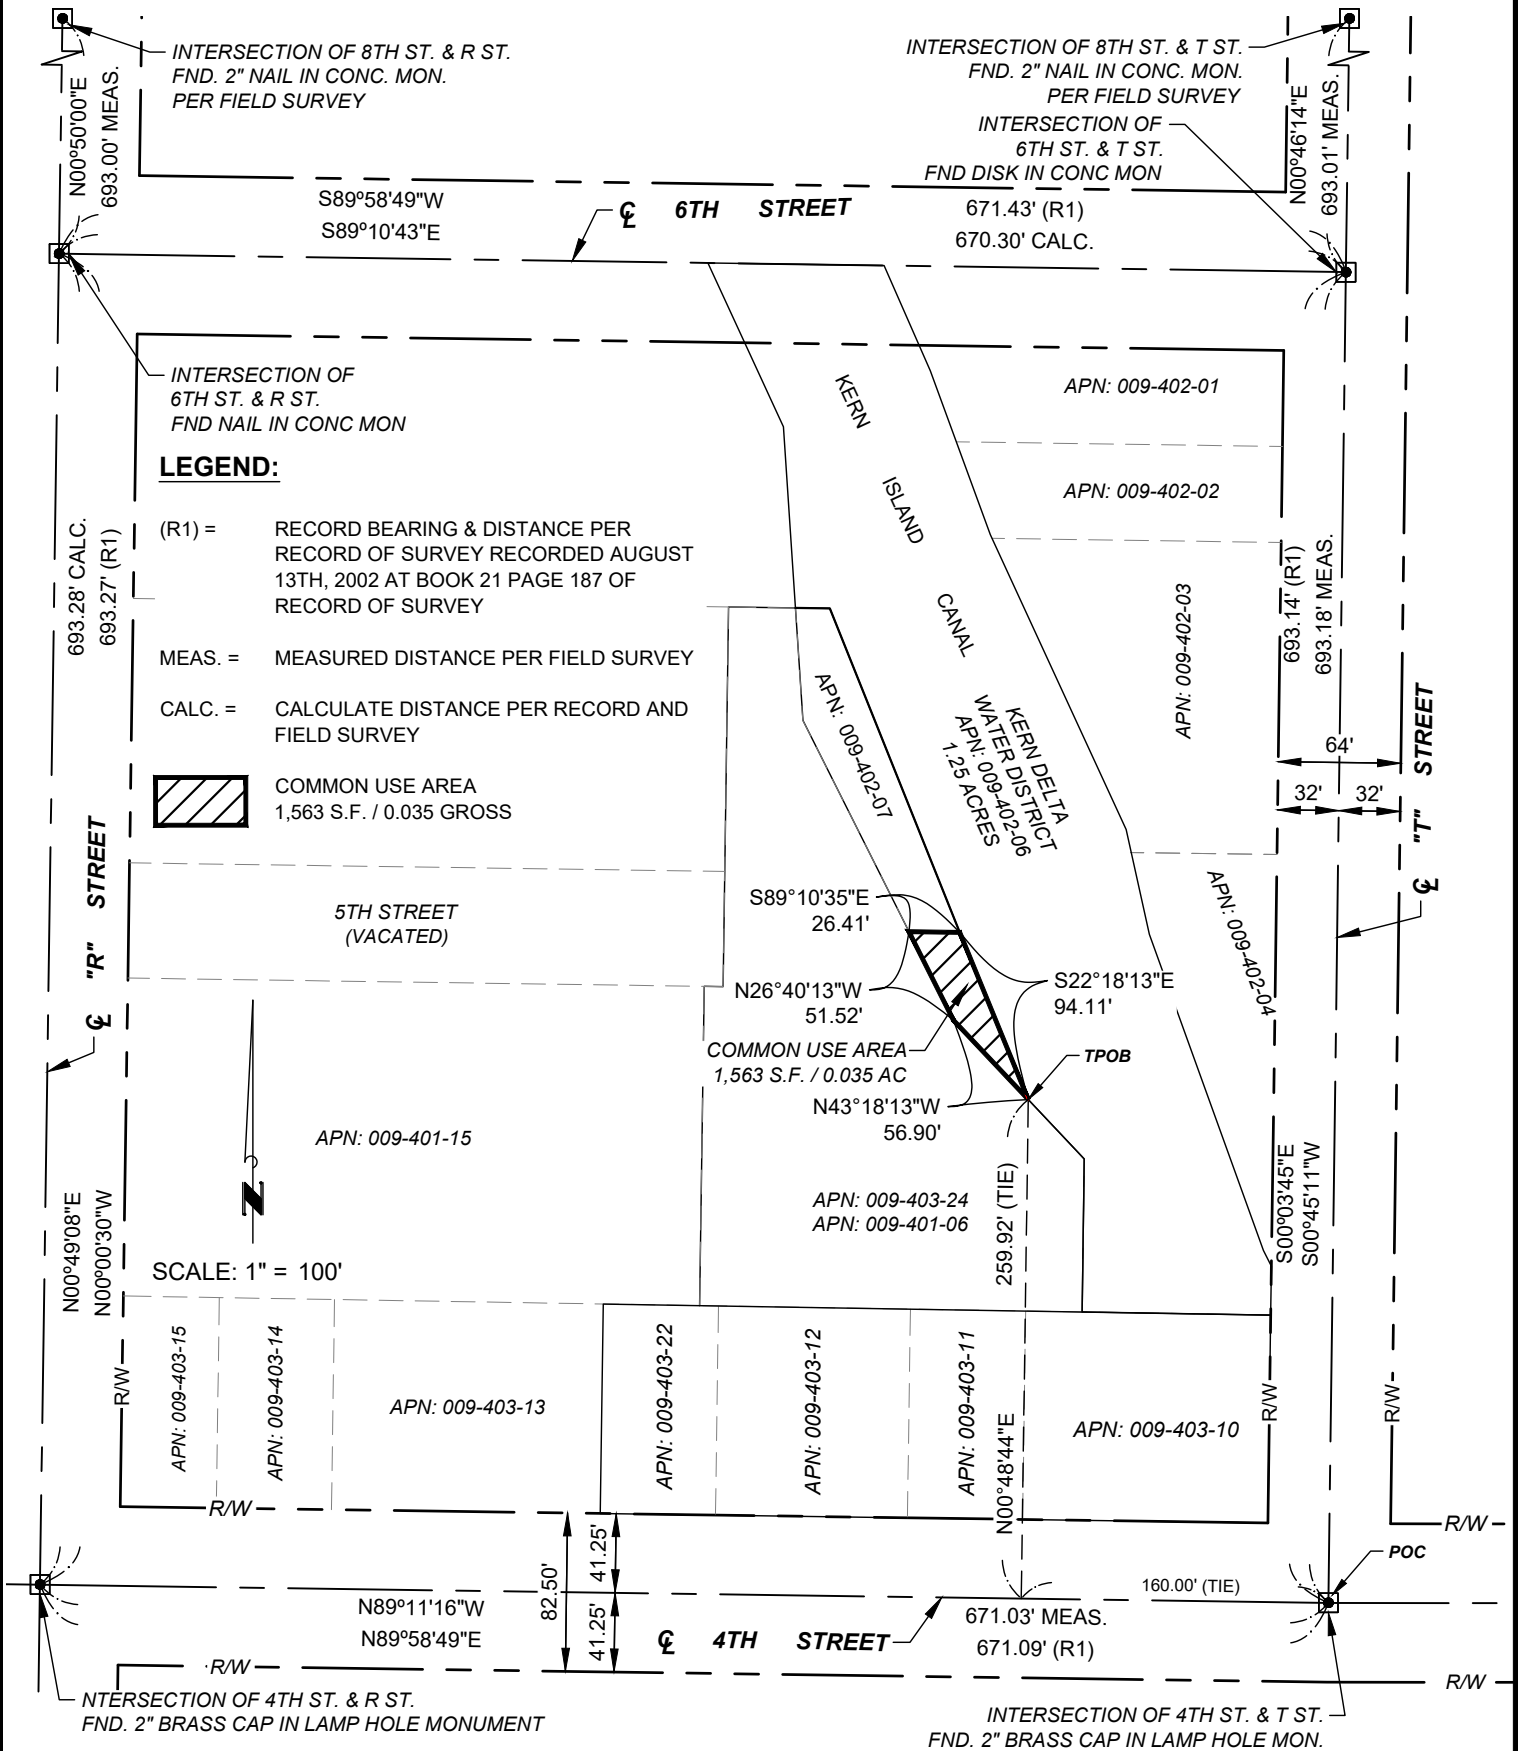 INTERSECTION OF 8TH ST. & R ST.
FND. 2" NAIL IN CONC. MON.
PER FIELD SURVEY
INTERSECTION OF 8TH ST. & T ST.
FND. 2" NAIL IN CONC. MON.
PER FIELD SURVEY
INTERSECTION OF
6TH ST. & T ST.
FND DISK IN CONC MON
N00°50'00"E
693.00' MEAS.
N00°46'14"E
693.01' MEAS.
S89°58'49"W
S89°10'43"E
℄ 6TH STREET
671.43' (R1)
670.30' CALC.
INTERSECTION OF
6TH ST. & R ST.
FND NAIL IN CONC MON
LEGEND:
(R1) = RECORD BEARING & DISTANCE PER
RECORD OF SURVEY RECORDED AUGUST
13TH, 2002 AT BOOK 21 PAGE 187 OF
RECORD OF SURVEY
MEAS. = MEASURED DISTANCE PER FIELD SURVEY
CALC. = CALCULATE DISTANCE PER RECORD AND
FIELD SURVEY
COMMON USE AREA
1,563 S.F. / 0.035 GROSS
693.28' CALC.
693.27' (R1)
KERN ISLAND CANAL
KERN DELTA
WATER DISTRICT
APN: 009-402-06
1.25 ACRES
APN: 009-402-01
APN: 009-402-02
APN: 009-402-03
APN: 009-402-04
APN: 009-402-07
693.14' (R1)
693.18' MEAS.
64'
32' 32'
℄ "T" STREET
℄ "R" STREET
5TH STREET
(VACATED)
S89°10'35"E
26.41'
N26°40'13"W
51.52'
S22°18'13"E
94.11'
COMMON USE AREA
1,563 S.F. / 0.035 AC
TPOB
N43°18'13"W
56.90'
APN: 009-401-15
N
SCALE: 1" = 100'
APN: 009-403-24
APN: 009-401-06
259.92' (TIE)
N00°48'44"E
S00°03'45"E
S00°45'11"W
N00°49'08"E
N00°00'30"W
R/W
APN: 009-403-15
APN: 009-403-14
APN: 009-403-13
APN: 009-403-22
APN: 009-403-12
APN: 009-403-11
APN: 009-403-10
R/W
R/W
R/W
R/W
POC
82.50'
41.25'
41.25'
160.00' (TIE)
N89°11'16"W
N89°58'49"E
℄ 4TH STREET
671.03' MEAS.
671.09' (R1)
R/W
R/W
NTERSECTION OF 4TH ST. & R ST.
FND. 2" BRASS CAP IN LAMP HOLE MONUMENT
INTERSECTION OF 4TH ST. & T ST.
FND. 2" BRASS CAP IN LAMP HOLE MON.